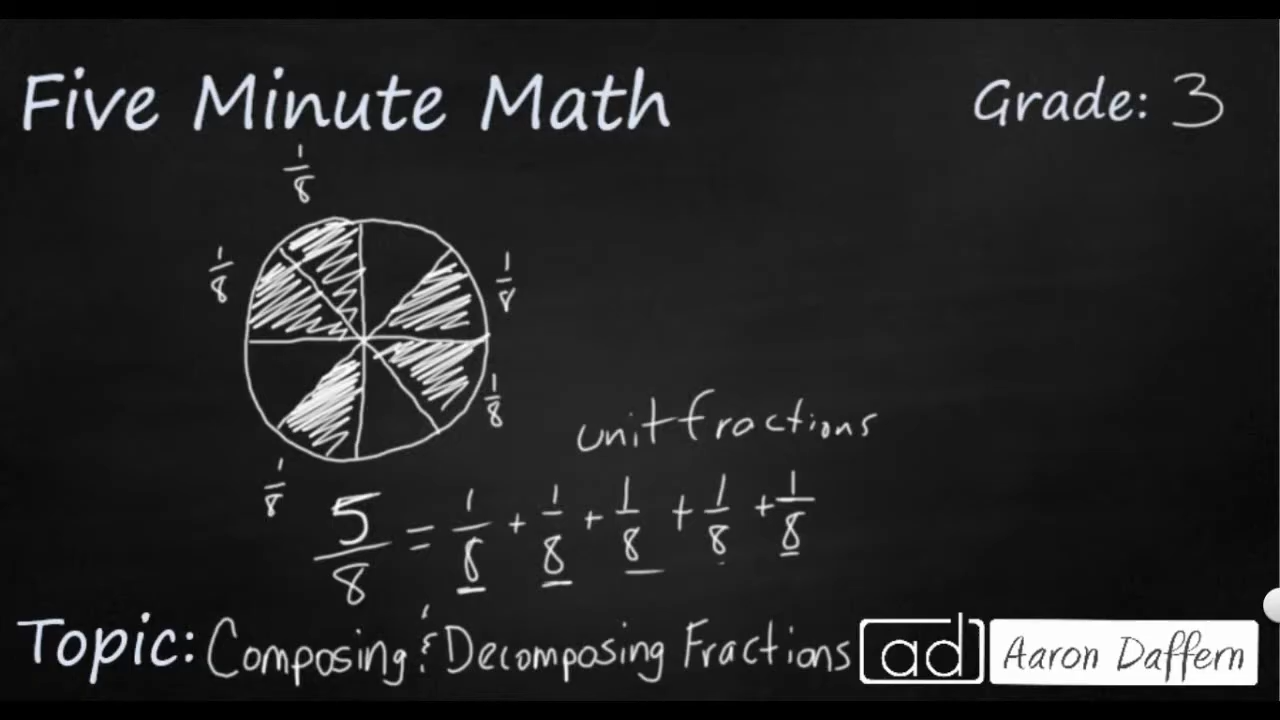 Five Minute Math
Grade: 3
1/8
1/8
1/8
1/8
1/8
unit fractions
5/8 = 1/8 + 1/8 + 1/8 + 1/8 + 1/8
Topic: Composing & Decomposing Fractions
ad
Aaron Daffern